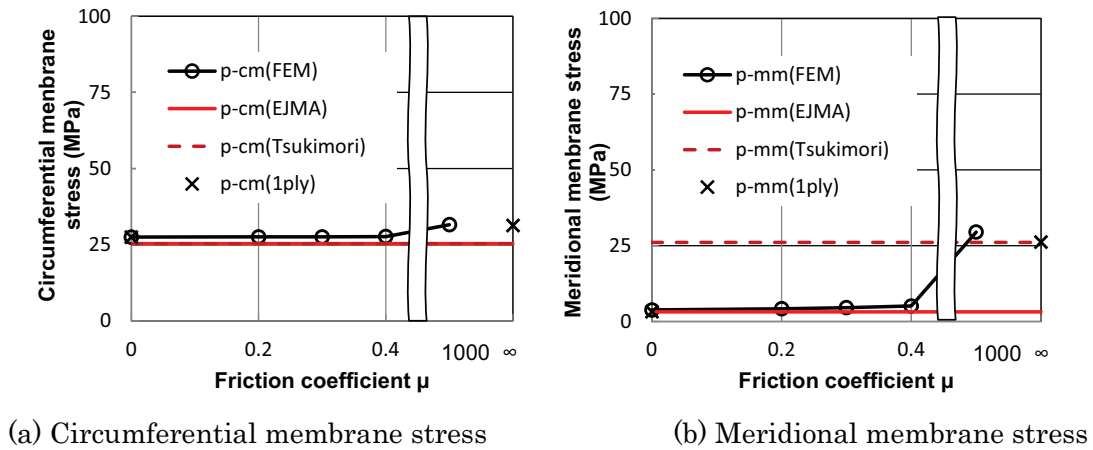 Circumferential menbrane
stress (MPa)
100
75
50
25
0
p-cm(FEM)
p-cm(EJMA)
p-cm(Tsukimori)
p-cm(1ply)
0 0.2 0.4 1000 ∞
Friction coefficient μ
(a) Circumferential membrane stress
Meridional menbrane stress
(MPa)
100
75
50
25
0
p-mm(FEM)
p-mm(EJMA)
p-mm(Tsukimori)
p-mm(1ply)
0 0.2 0.4 1000 ∞
Friction coefficient μ
(b) Meridional membrane stress